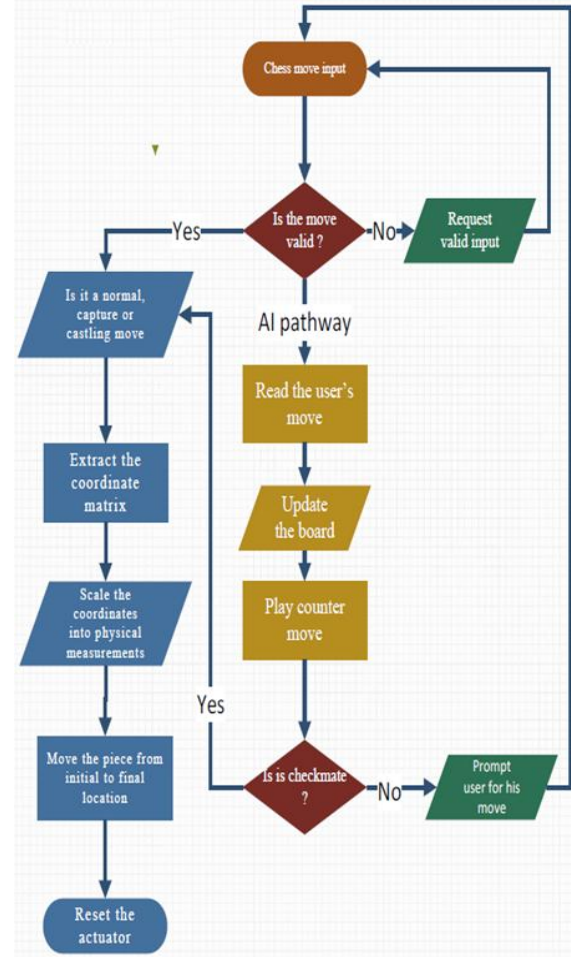 Chess move input
Is the move
valid ?
Yes
No
Request
valid input
Is it a normal,
capture or
castling move
AI pathway
Read the user's
move
Extract the
coordinate
matrix
Update
the board
Scale the
coordinates
into physical
measurements
Play counter
move
Yes
Move the piece from
initial to final
location
Is is checkmate
?
No
Prompt
user for his
move
Reset the
actuator